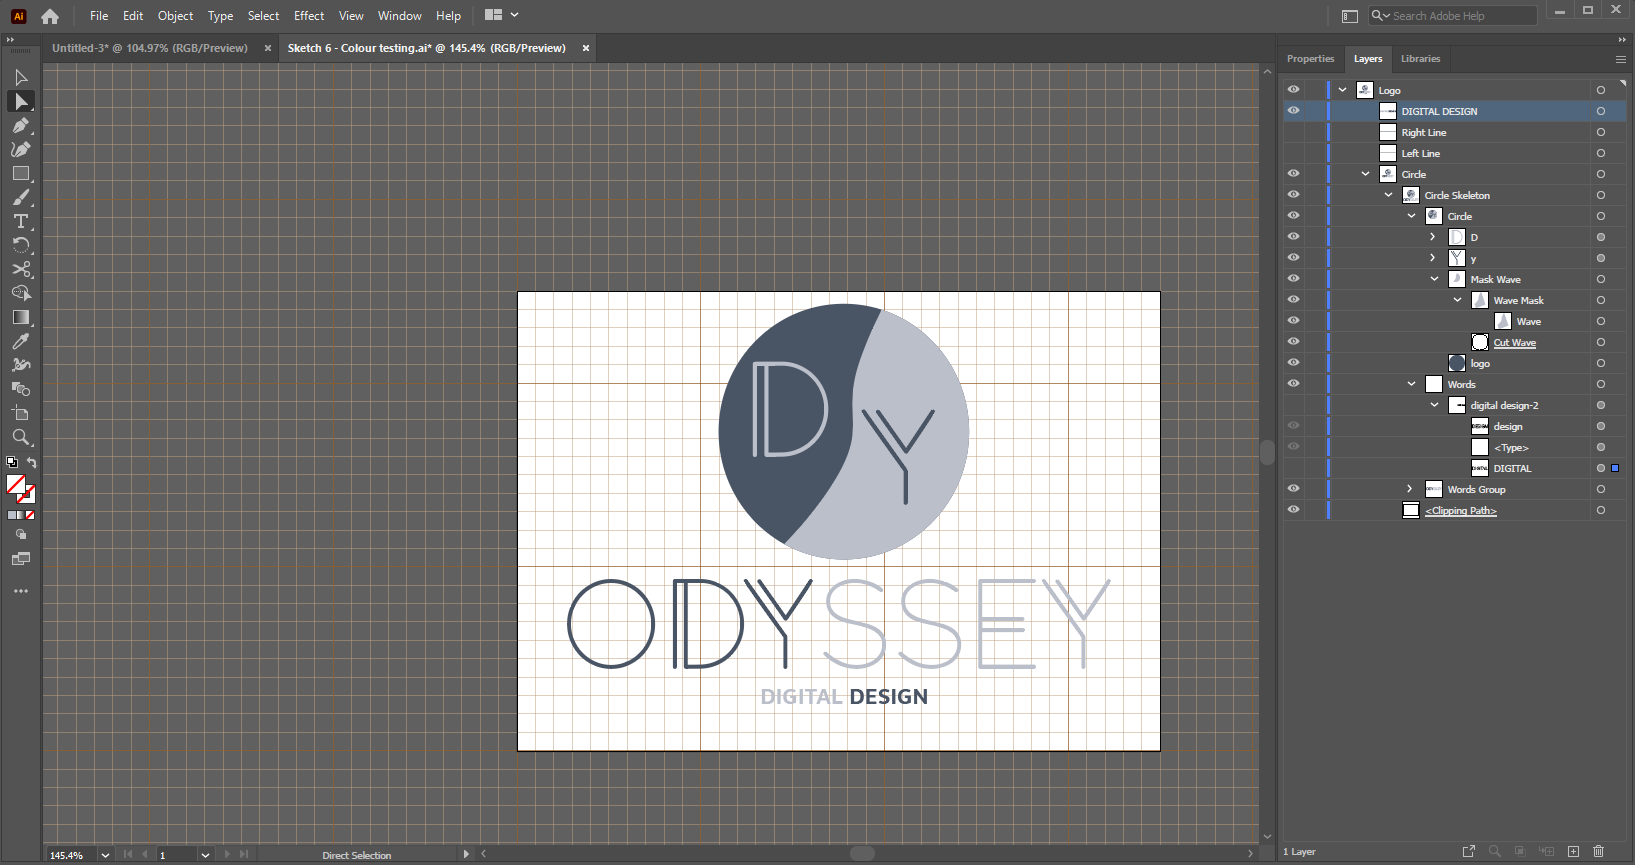 Ai File Edit Object Type Select Effect View Window Help Search Adobe Help
Untitled-3* @ 104.97% (RGB/Preview) × Sketch 6 - Colour testing.ai* @ 145.4% (RGB/Preview) ×
Properties Layers Libraries
Logo
DIGITAL DESIGN
Right Line
Left Line
Circle
Circle Skeleton
Circle
D
y
Mask Wave
Wave Mask
Wave
Cut Wave
logo
Words
digital design-2
design
<Type>
DIGITAL
Words Group
<Clipping Path>
D
Y
ODYSSEY
DIGITAL DESIGN
145.4% 1 Direct Selection
1 Layer